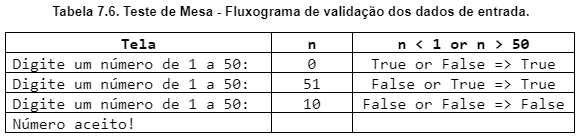 Tabela 7.6. Teste de Mesa - Fluxograma de validação dos dados de entrada.
Tela n n < 1 or n > 50
Digite um número de 1 a 50: 0 True or False => True
Digite um número de 1 a 50: 51 False or True => True
Digite um número de 1 a 50: 10 False or False => False
Número aceito!